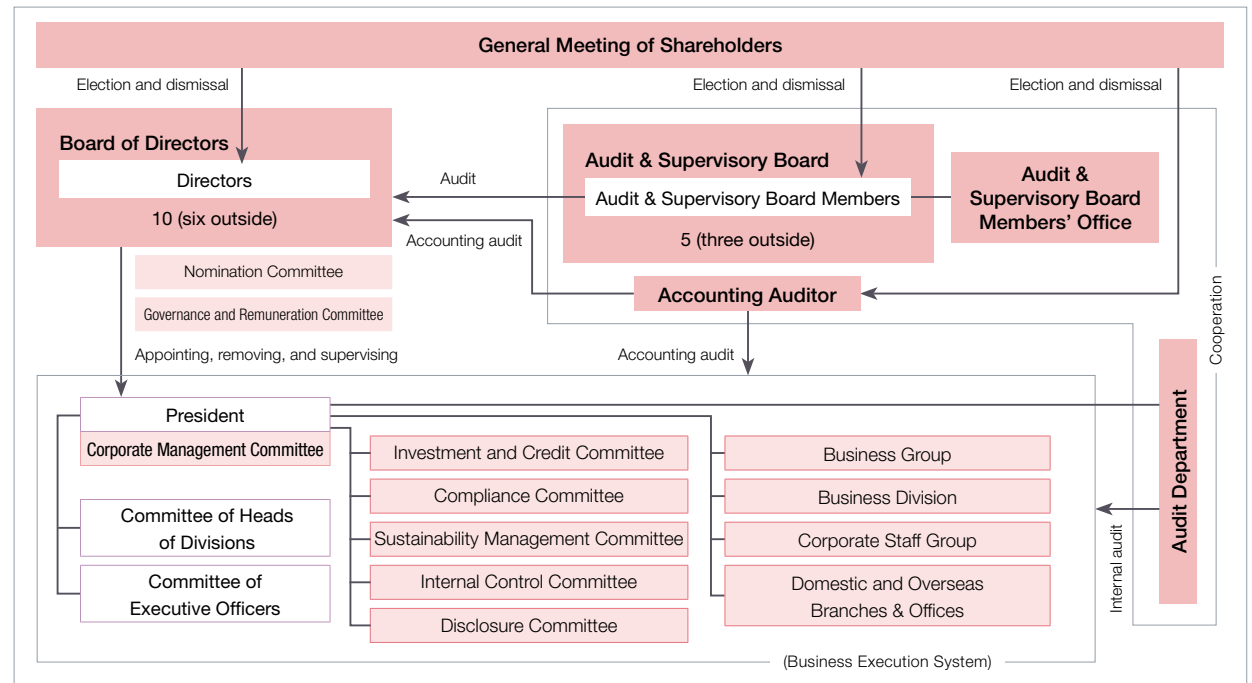 General Meeting of Shareholders
Election and dismissal
Election and dismissal
Election and dismissal
Board of Directors
Directors
10 (six outside)
Audit
Accounting audit
Audit & Supervisory Board
Audit & Supervisory Board Members
5 (three outside)
Audit &
Supervisory Board
Members’ Office
Nomination Committee
Governance and Remuneration Committee
Accounting Auditor
Cooperation
Appointing, removing, and supervising
Accounting audit
President
Corporate Management Committee
Committee of Heads
of Divisions
Committee of
Executive Officers
Investment and Credit Committee
Compliance Committee
Sustainability Management Committee
Internal Control Committee
Disclosure Committee
Business Group
Business Division
Corporate Staff Group
Domestic and Overseas
Branches & Offices
Internal audit
Audit Department
(Business Execution System)